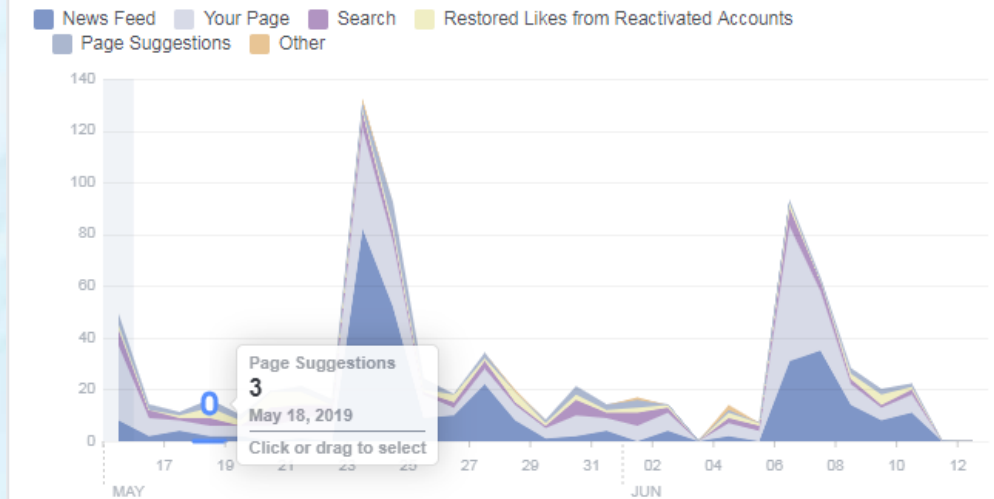 News Feed Your Page Search Restored Likes from Reactivated Accounts
Page Suggestions Other
140
120
100
80
60
40
20
0
0
Page Suggestions
3
May 18, 2019
Click or drag to select
17 19 21 23 25 27 29 31 02 04 06 08 10 12
MAY JUN